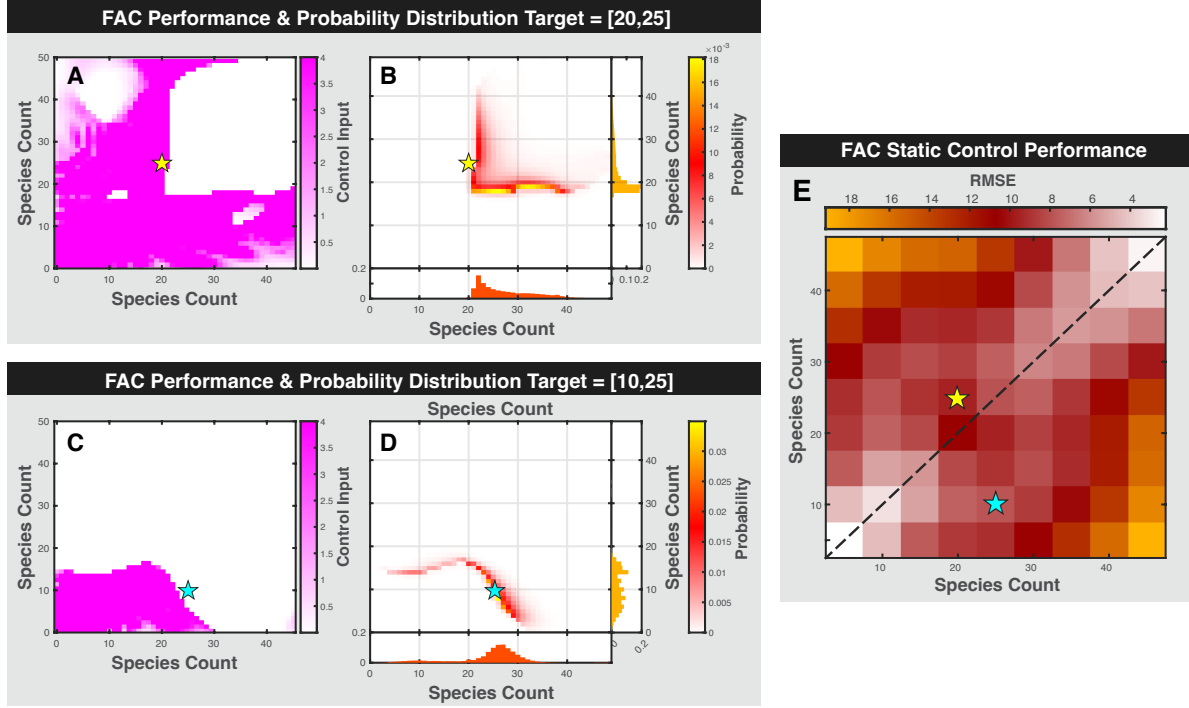 FAC Performance & Probability Distribution Target = [20,25]
A
50
40
30
20
10
0
0 20 40
Species Count
Species Count
4
3.5
3
2.5
2
1.5
1
0.5
Control Input
B
0.2
0
0 10 20 30 40
Species Count
40
30
20
10
0
0.1 0.2
Species Count
×10⁻³
18
16
14
12
10
8
6
4
2
0
Probability
FAC Performance & Probability Distribution Target = [10,25]
Species Count
C
50
40
30
20
10
0
0 20 40
Species Count
Species Count
4
3.5
3
2.5
2
1.5
1
0.5
Control Input
D
0.2
0
0 10 20 30 40
Species Count
40
30
20
10
0
0 0.2
Species Count
0.03
0.025
0.02
0.015
0.01
0.005
0
Probability
FAC Static Control Performance
E
RMSE
18 16 14 12 10 8 6 4
40
30
20
10
10 20 30 40
Species Count
Species Count